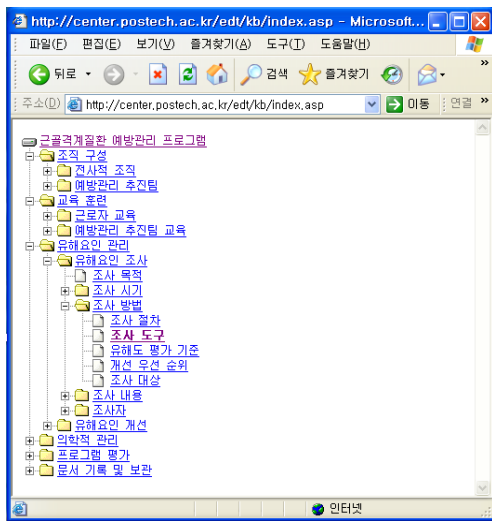 http://center.postech.ac.kr/edt/kb/index.asp - Microsoft...
파일(F) 편집(E) 보기(V) 즐겨찾기(A) 도구(T) 도움말(H)
뒤로 검색 즐겨찾기 »
주소(D) http://center.postech.ac.kr/edt/kb/index.asp 이동 연결 »
근골격계질환 예방관리 프로그램
조직 구성
전사적 조직
예방관리 추진팀
교육 훈련
근로자 교육
예방관리 추진팀 교육
유해요인 관리
유해요인 조사
조사 목적
조사 시기
조사 방법
조사 절차
조사 도구
유해도 평가 기준
개선 우선 순위
조사 대상
조사 내용
조사자
유해요인 개선
의학적 관리
프로그램 평가
문서 기록 및 보관
인터넷